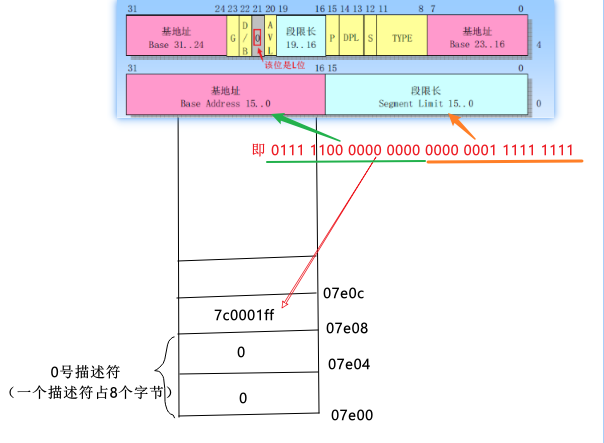 31 24 23 22 21 20 19 16 15 14 13 12 11 8 7 0
基地址 Base 31..24 G D/B 0 AVL 段限长 19..16 P DPL S TYPE 基地址 Base 23..16 4
该位是L位
31 16 15 0
基地址 Base Address 15..0 段限长 Segment Limit 15..0 0
即 0111 1100 0000 0000 0000 0001 1111 1111
07e0c
7c0001ff
07e08
0
07e04
0号描述符
(一个描述符占8个字节)
0
07e00